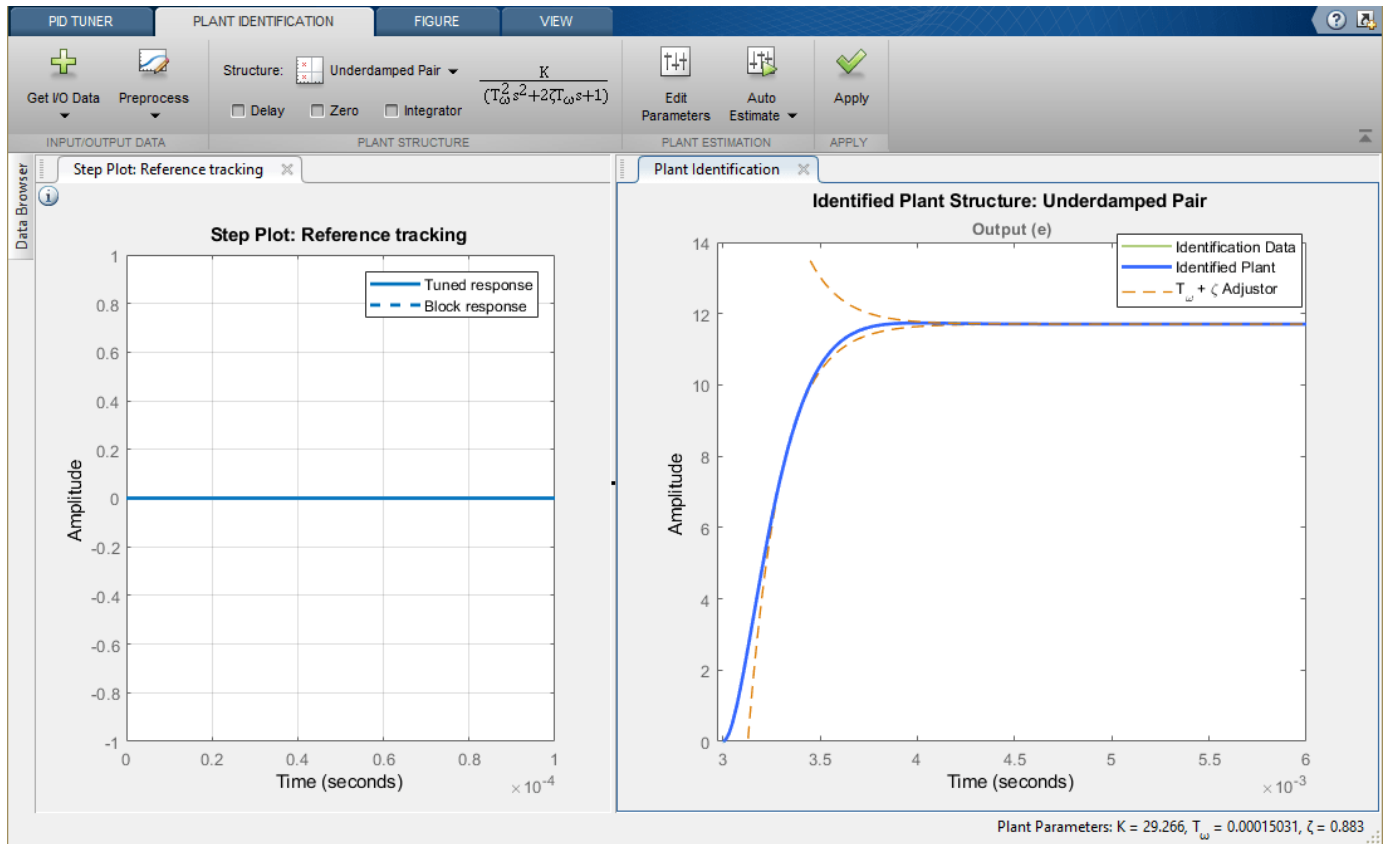 PID TUNER PLANT IDENTIFICATION FIGURE VIEW
?
Structure: Underdamped Pair
K
(T²ω s²+2ζTω s+1)
Get I/O Data Preprocess
Delay Zero Integrator
Edit Parameters
Auto Estimate
Apply
INPUT/OUTPUT DATA PLANT STRUCTURE PLANT ESTIMATION APPLY
Data Browser
Step Plot: Reference tracking
i
Step Plot: Reference tracking
Tuned response
Block response
1
0.8
0.6
0.4
0.2
0
-0.2
-0.4
-0.6
-0.8
-1
Amplitude
0 0.2 0.4 0.6 0.8 1
Time (seconds)
×10⁻⁴
Plant Identification
Identified Plant Structure: Underdamped Pair
Output (e)
Identification Data
Identified Plant
Tω + ζ Adjustor
14
12
10
8
6
4
2
0
Amplitude
3 3.5 4 4.5 5 5.5 6
Time (seconds)
×10⁻³
Plant Parameters: K = 29.266, Tω = 0.00015031, ζ = 0.883